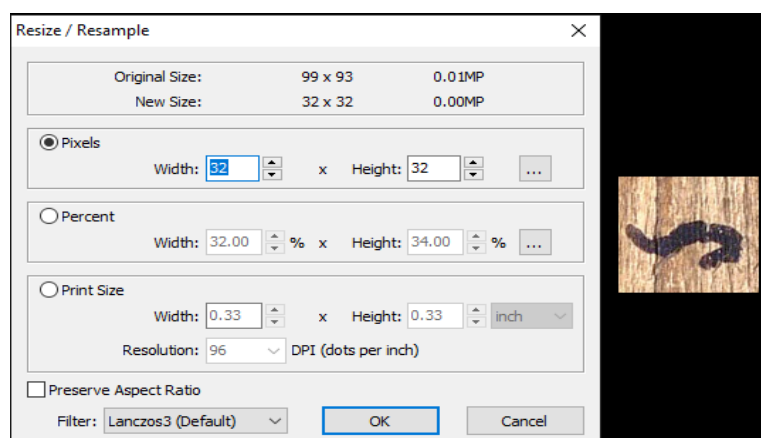 Resize / Resample
Original Size: 99 x 93 0.01MP
New Size: 32 x 32 0.00MP
Pixels
Width: 32 x Height: 32 ...
Percent
Width: 32.00 % x Height: 34.00 % ...
Print Size
Width: 0.33 x Height: 0.33 inch
Resolution: 96 DPI (dots per inch)
Preserve Aspect Ratio
Filter: Lanczos3 (Default) OK Cancel